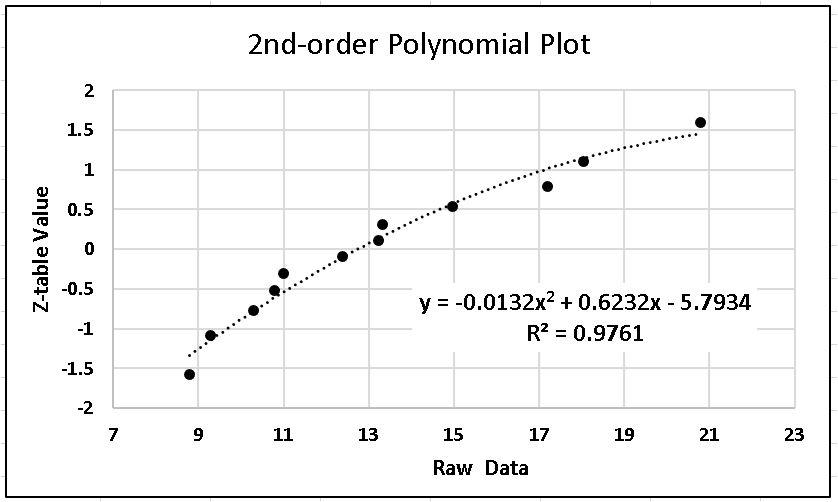 2nd-order Polynomial Plot
2
1.5
1
0.5
0
-0.5
-1
-1.5
-2
Z-table Value
y = -0.0132x² + 0.6232x - 5.7934
R² = 0.9761
7 9 11 13 15 17 19 21 23
Raw Data